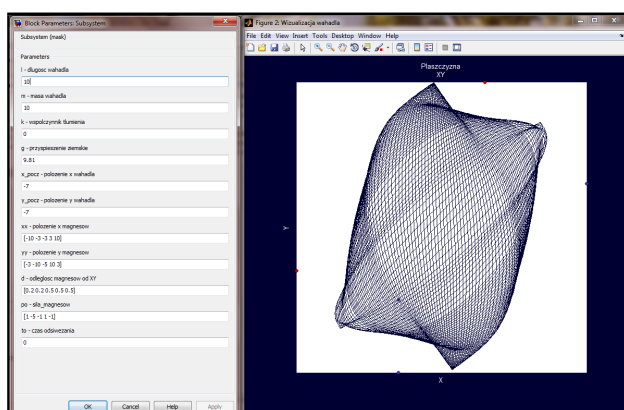 Block Parameters: Subsystem
Subsystem (mask)
Parameters
l - dlugosc wahadla
10
m - masa wahadla
10
k - wspolczynnik tlumienia
0
g - przyspieszenie ziemskie
9.81
x_pocz - polozenie x wahadla
-7
y_pocz - polozenie y wahadla
-7
xx - polozenie x magnesow
[-10 -3 -3 3 10]
yy - polozenie y magnesow
[-3 -10 -5 10 3]
d - odleglosc magnesow od XY
[0.2 0.2 0.5 0.5 0.5]
po - sila_magnesow
[1 -5 -1 1 -1]
to - czas odsiwezania
0
OK Cancel Help Apply
Figure 2: Wizualizacja wahadla
File Edit View Insert Tools Desktop Window Help
Plaszczyzna
XY
Y
X